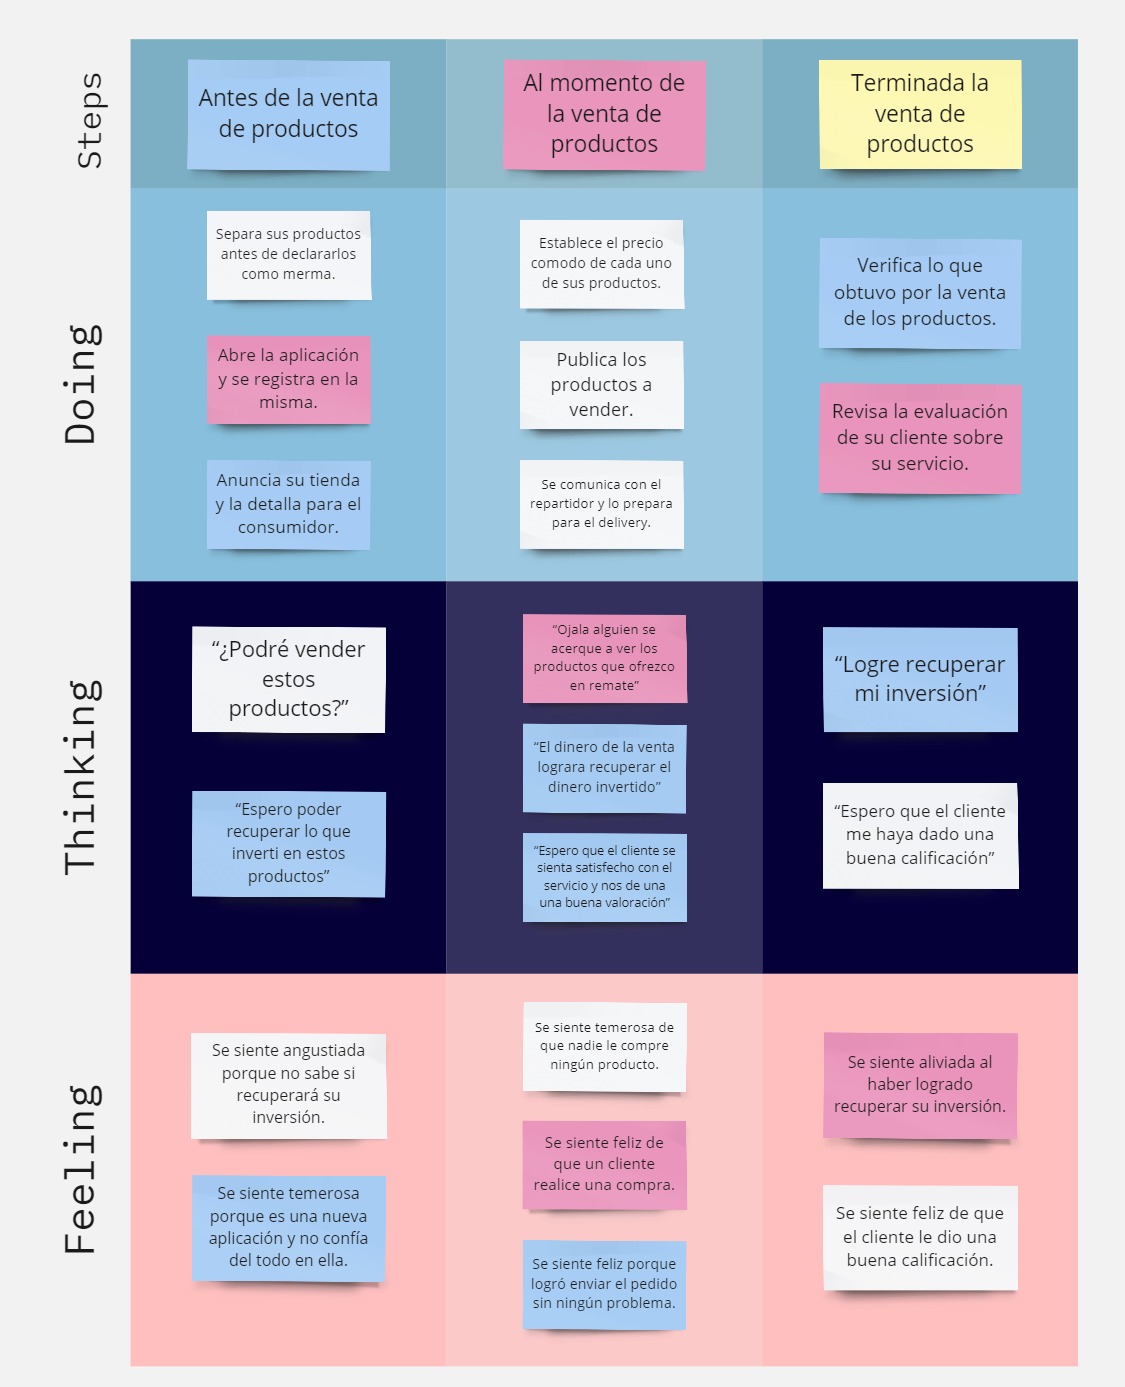 Steps
Antes de la venta
de productos
Al momento de
la venta de
productos
Terminada la
venta de
productos
Doing
Separa sus productos
antes de declararlos
como merma.
Abre la aplicación
y se registra en la
misma.
Anuncia su tienda
y la detalla para el
consumidor.
Establece el precio
comodo de cada uno
de sus productos.
Publica los
productos a
vender.
Se comunica con el
repartidor y lo prepara
para el delivery.
Verifica lo que
obtuvo por la venta
de los productos.
Revisa la evaluación
de su cliente sobre
su servicio.
Thinking
“¿Podré vender
estos
productos?”
“Espero poder
recuperar lo que
inverti en estos
productos”
“Ojala alguien se
acerque a ver los
productos que ofrezco
en remate”
“El dinero de la venta
lograra recuperar el
dinero invertido”
“Espero que el cliente se
sienta satisfecho con el
servicio y nos de una
una buena valoración”
“Logre recuperar
mi inversión”
“Espero que el cliente
me haya dado una
buena calificación”
Feeling
Se siente angustiada
porque no sabe si
recuperará su
inversión.
Se siente temerosa
porque es una nueva
aplicación y no confía
del todo en ella.
Se siente temerosa de
que nadie le compre
ningún producto.
Se siente feliz de
que un cliente
realice una compra.
Se siente feliz porque
logró enviar el pedido
sin ningún problema.
Se siente aliviada al
haber logrado
recuperar su inversión.
Se siente feliz de que
el cliente le dio una
buena calificación.